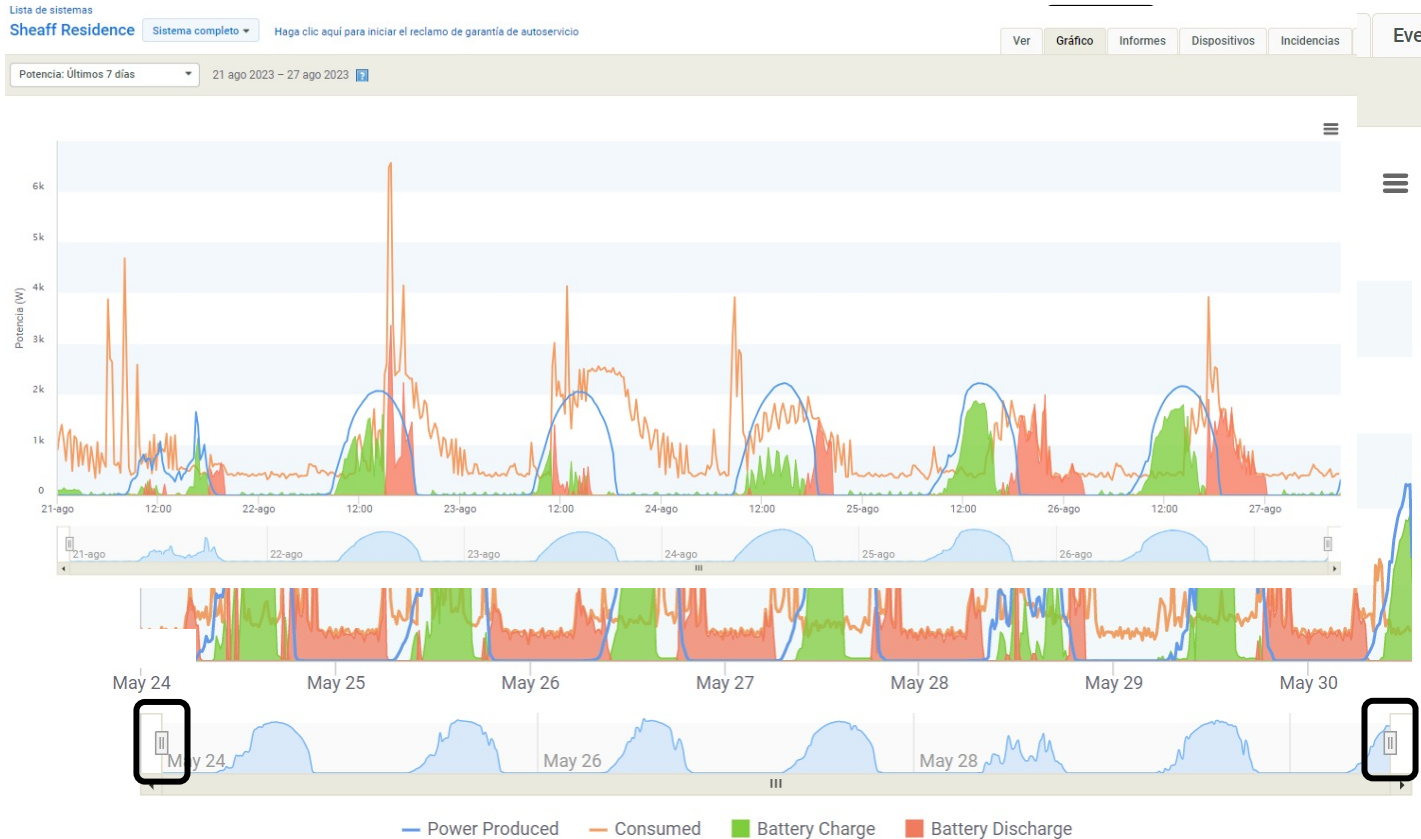 Lista de sistemas
Sheaff Residence Sistema completo Haga clic aquí para iniciar el reclamo de garantía de autoservicio
Ver Gráfico Informes Dispositivos Incidencias
Potencia: Últimos 7 días 21 ago 2023 – 27 ago 2023 ?
Potencia (W)
6k
5k
4k
3k
2k
1k
0
21-ago 12:00 22-ago 12:00 23-ago 12:00 24-ago 12:00 25-ago 12:00 26-ago 12:00 27-ago
21-ago 22-ago 23-ago 24-ago 25-ago 26-ago
May 24 May 25 May 26 May 27 May 28 May 29 May 30
May 24 May 26 May 28
Power Produced Consumed Battery Charge Battery Discharge